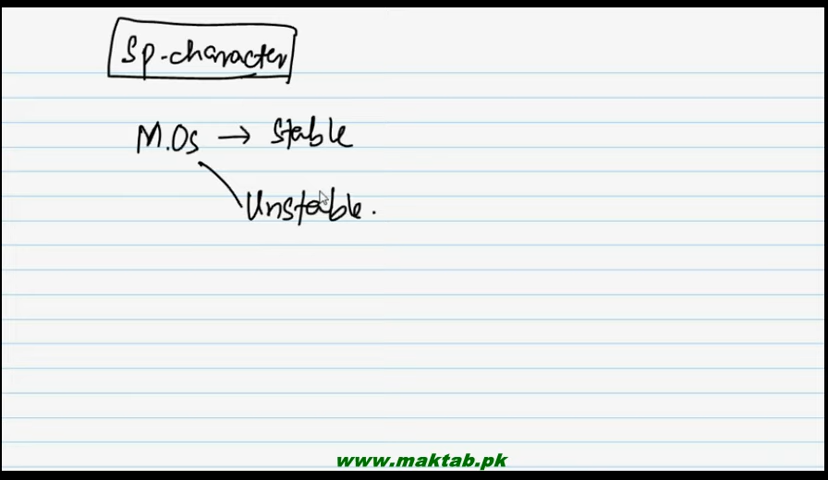 Sp-character
M.Os → Stable
Unstable.
www.maktab.pk